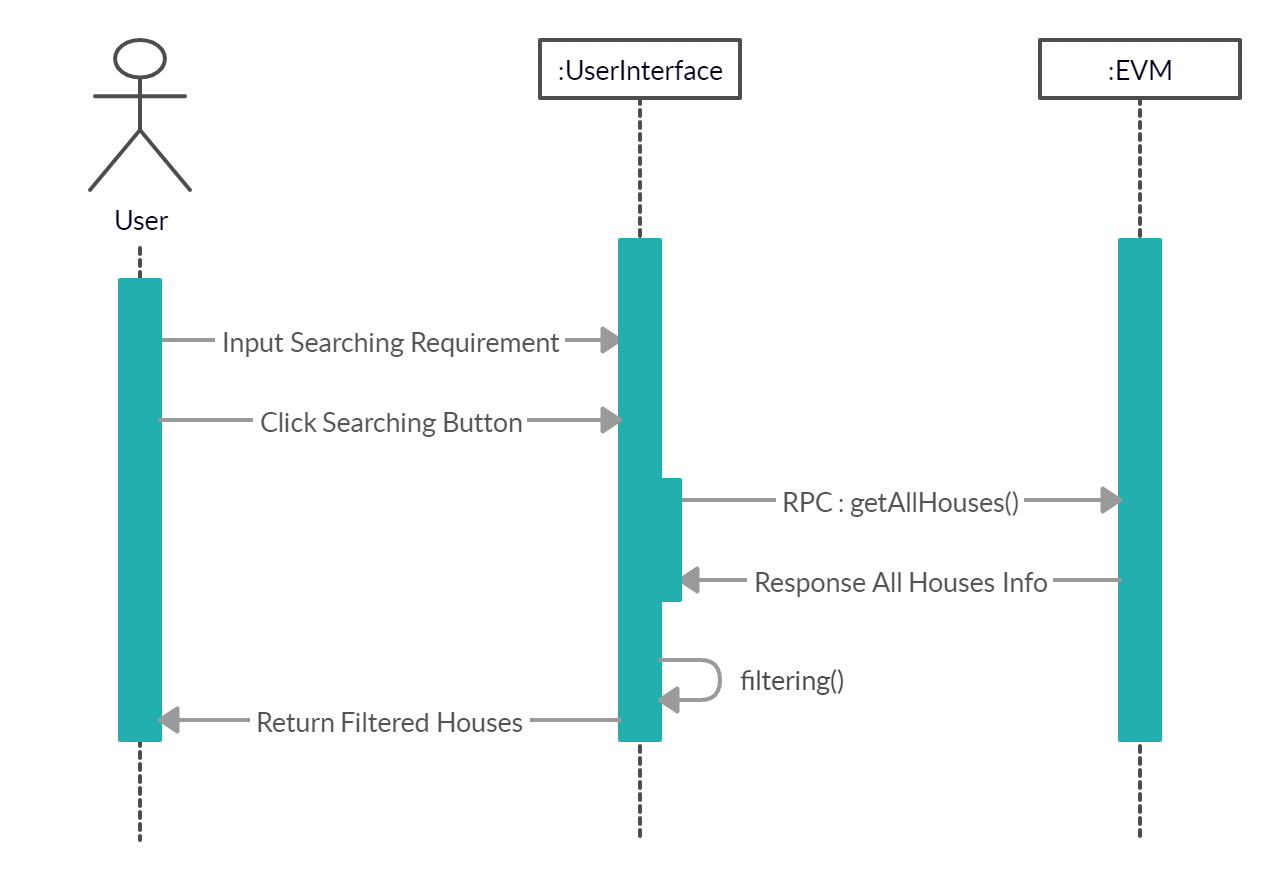 :UserInterface
:EVM
User
Input Searching Requirement
Click Searching Button
RPC : getAllHouses()
Response All Houses Info
filtering()
Return Filtered Houses